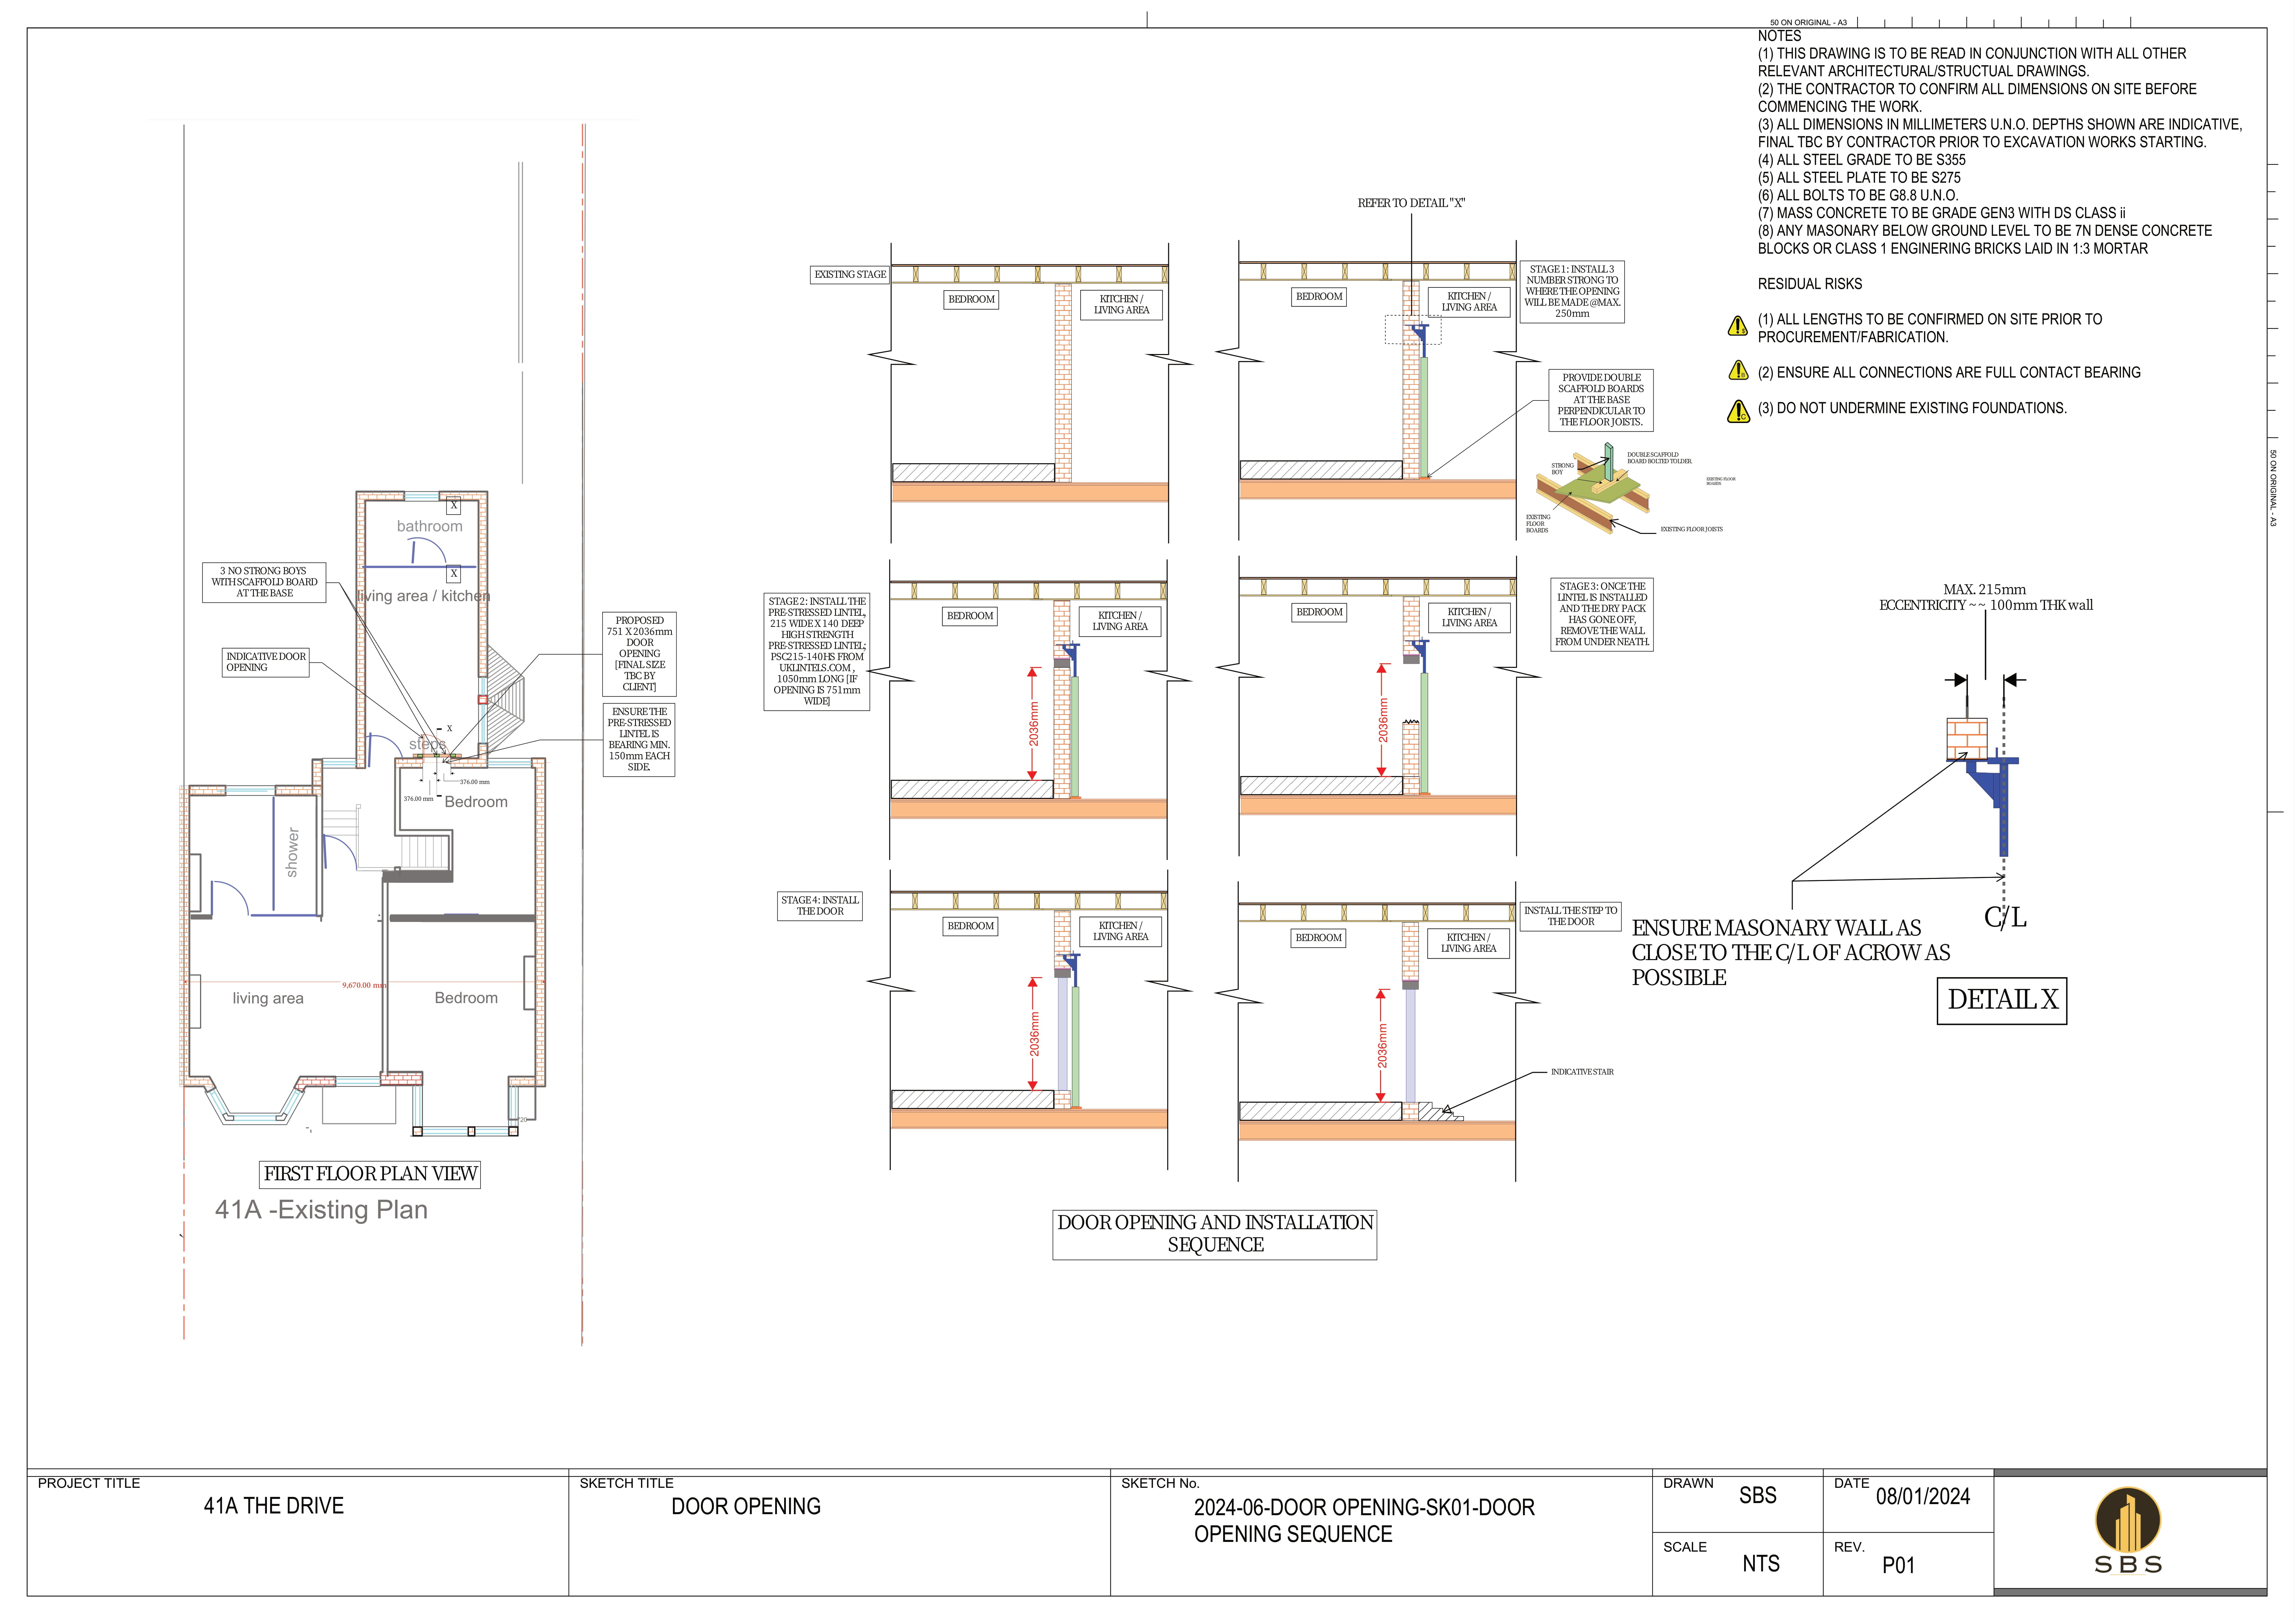 50 ON ORIGINAL - A3
NOTES
(1) THIS DRAWING IS TO BE READ IN CONJUNCTION WITH ALL OTHER
RELEVANT ARCHITECTURAL/STRUCTUAL DRAWINGS.
(2) THE CONTRACTOR TO CONFIRM ALL DIMENSIONS ON SITE BEFORE
COMMENCING THE WORK.
(3) ALL DIMENSIONS IN MILLIMETERS U.N.O. DEPTHS SHOWN ARE INDICATIVE,
FINAL TBC BY CONTRACTOR PRIOR TO EXCAVATION WORKS STARTING.
(4) ALL STEEL GRADE TO BE S355
(5) ALL STEEL PLATE TO BE S275
(6) ALL BOLTS TO BE G8.8 U.N.O.
(7) MASS CONCRETE TO BE GRADE GEN3 WITH DS CLASS ii
(8) ANY MASONARY BELOW GROUND LEVEL TO BE 7N DENSE CONCRETE
BLOCKS OR CLASS 1 ENGINERING BRICKS LAID IN 1:3 MORTAR
RESIDUAL RISKS
(1) ALL LENGTHS TO BE CONFIRMED ON SITE PRIOR TO
PROCUREMENT/FABRICATION.
(2) ENSURE ALL CONNECTIONS ARE FULL CONTACT BEARING
(3) DO NOT UNDERMINE EXISTING FOUNDATIONS.
50 ON ORIGINAL - A3
X
bathroom
X
living area / kitchen
3 NO STRONG BOYS
WITH SCAFFOLD BOARD
AT THE BASE
INDICATIVE DOOR
OPENING
PROPOSED
751 X 2036mm
DOOR
OPENING
[FINAL SIZE
TBC BY
CLIENT]
ENSURE THE
PRE-STRESSED
LINTEL IS
BEARING MIN.
150mm EACH
SIDE.
X
steps
376.00 mm
376.00 mm
Bedroom
shower
9,670.00 mm
living area
Bedroom
20
FIRST FLOOR PLAN VIEW
41A -Existing Plan
EXISTING STAGE
BEDROOM
KITCHEN /
LIVING AREA
REFER TO DETAIL "X"
BEDROOM
KITCHEN /
LIVING AREA
STAGE 1: INSTALL 3
NUMBER STRONG TO
WHERE THE OPENING
WILL BE MADE @MAX.
250mm
PROVIDE DOUBLE
SCAFFOLD BOARDS
AT THE BASE
PERPENDICULAR TO
THE FLOOR JOISTS.
STRONG
BOY
DOUBLE SCAFFOLD
BOARD BOLTED TOLDER.
EXISTING FLOOR
BOARDS
EXISTING
FLOOR
BOARDS
EXISTING FLOOR JOISTS
STAGE 2: INSTALL THE
PRE-STRESSED LINTEL,
215 WIDE X 140 DEEP
HIGH STRENGTH
PRE-STRESSED LINTEL;
PSC215-140HS FROM
UKLINTELS.COM ,
1050mm LONG [IF
OPENING IS 751mm
WIDE]
BEDROOM
KITCHEN /
LIVING AREA
2036mm
BEDROOM
KITCHEN /
LIVING AREA
2036mm
STAGE 3: ONCE THE
LINTEL IS INSTALLED
AND THE DRY PACK
HAS GONE OFF,
REMOVE THE WALL
FROM UNDER NEATH.
STAGE 4: INSTALL
THE DOOR
BEDROOM
KITCHEN /
LIVING AREA
2036mm
BEDROOM
KITCHEN /
LIVING AREA
2036mm
INSTALL THE STEP TO
THE DOOR
INDICATIVE STAIR
DOOR OPENING AND INSTALLATION
SEQUENCE
MAX. 215mm
ECCENTRICITY ~~ 100mm THK wall
C/L
ENSURE MASONARY WALL AS
CLOSE TO THE C/L OF ACROW AS
POSSIBLE
DETAIL X
PROJECT TITLE
41A THE DRIVE
SKETCH TITLE
DOOR OPENING
SKETCH No.
2024-06-DOOR OPENING-SK01-DOOR
OPENING SEQUENCE
DRAWN
SBS
DATE
08/01/2024
SCALE
NTS
REV.
P01
SBS